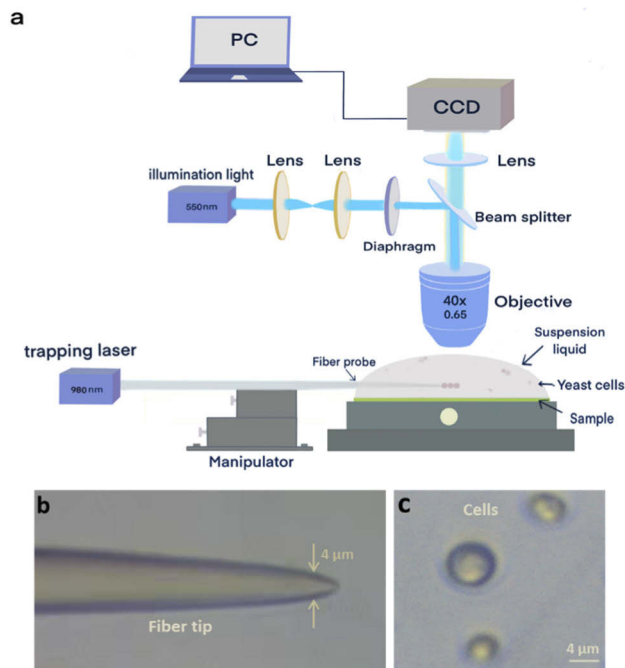 a
PC
CCD
Lens
Lens
Lens
illumination light
550nm
Beam splitter
Diaphragm
40x
0.65
Objective
Suspension
liquid
trapping laser
Fiber probe
980nm
Yeast cells
Sample
Manipulator
b
4 μm
Fiber tip
c
Cells
4 μm